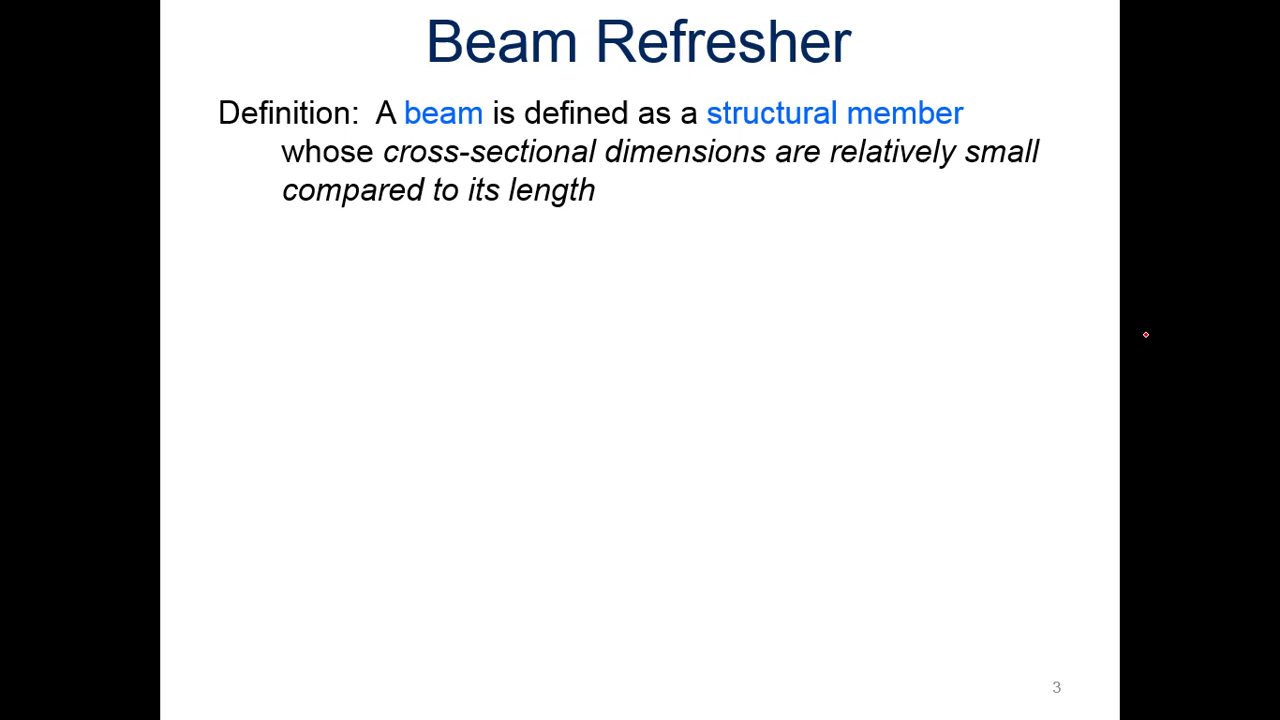 Beam Refresher
Definition: A beam is defined as a structural member
whose cross-sectional dimensions are relatively small
compared to its length
3